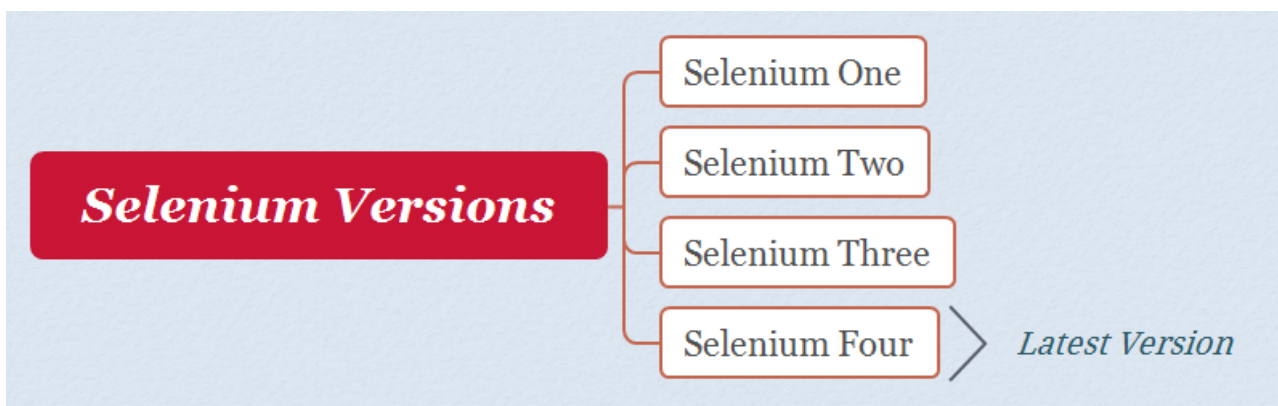 Selenium Versions
Selenium One
Selenium Two
Selenium Three
Selenium Four
Latest Version